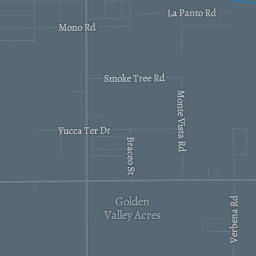 La Panto Rd
Mono Rd
Smoke Tree Rd
Monte Vista Rd
Yucca Ter Dr
Braceo St
Golden
Valley Acres
Verbena Rd